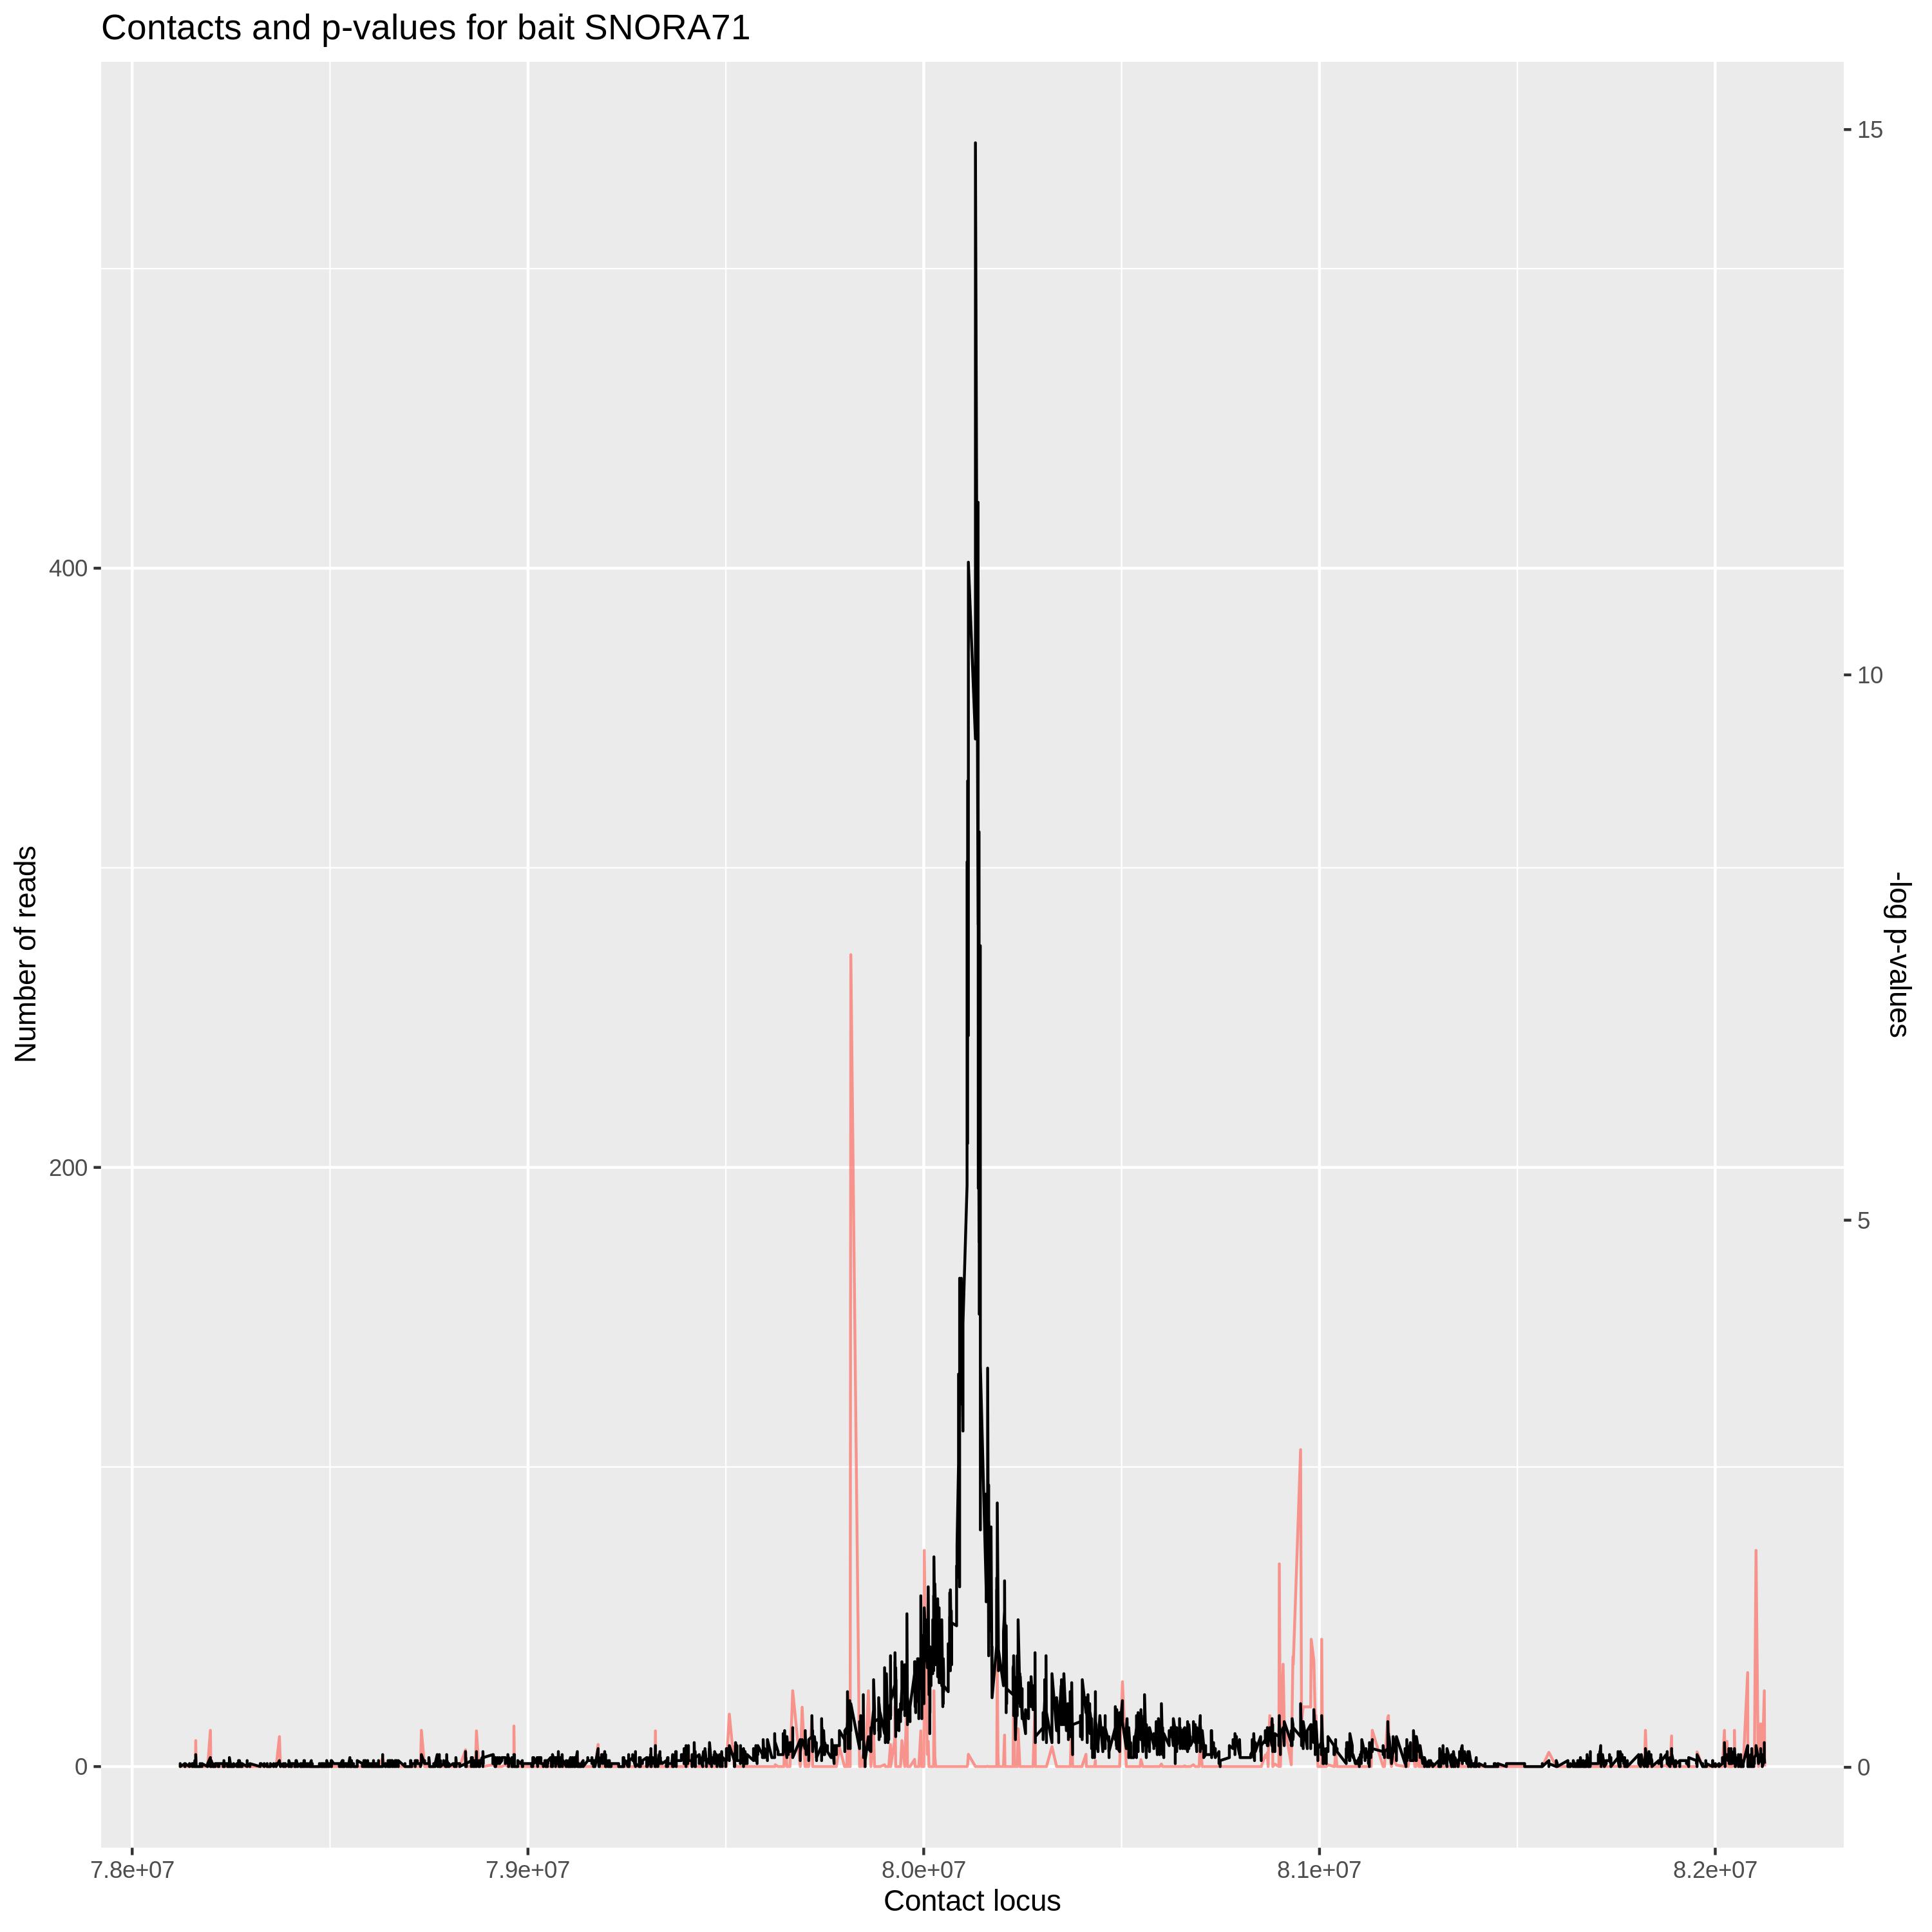 Contacts and p-values for bait SNORA71
Number of reads
400
200
0
15
10
5
0
-log p-values
7.8e+07
7.9e+07
8.0e+07
8.1e+07
8.2e+07
Contact locus